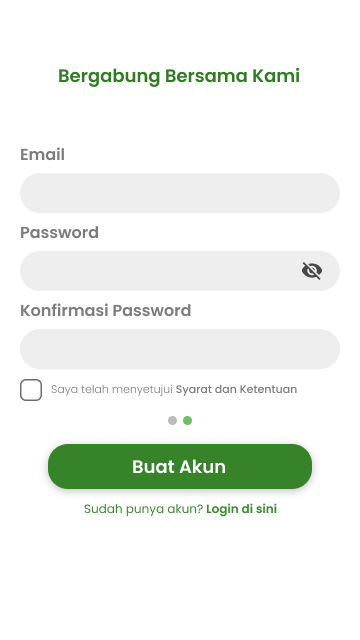 Bergabung Bersama Kami
Email
Password
Konfirmasi Password
Saya telah menyetujui Syarat dan Ketentuan
Buat Akun
Sudah punya akun? Login di sini